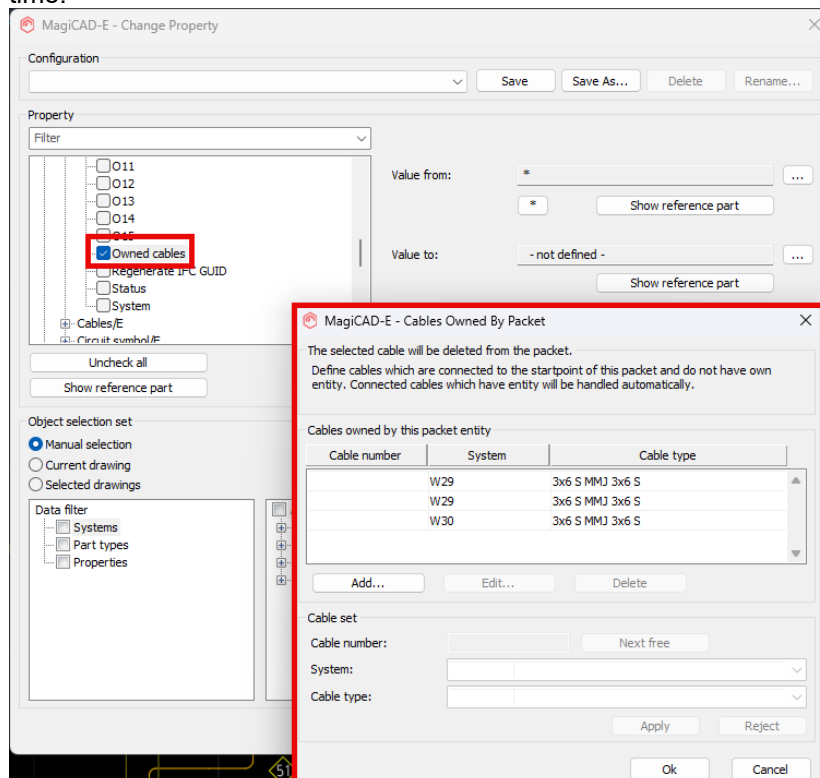 time.
MagiCAD-E - Change Property
Configuration
Save
Save As...
Delete
Rename...
Property
Filter
O11
O12
O13
O14
O15
Owned cables
Regenerate IFC GUID
Status
System
Cables/E
Circuit symbol/E
Value from:
*
...
*
Show reference part
Value to:
- not defined -
...
Show reference part
Uncheck all
Show reference part
Object selection set
Manual selection
Current drawing
Selected drawings
Data filter
Systems
Part types
Properties
MagiCAD-E - Cables Owned By Packet
The selected cable will be deleted from the packet.
Define cables which are connected to the startpoint of this packet and do not have own
entity. Connected cables which have entity will be handled automatically.
Cables owned by this packet entity
Cable number System Cable type
W29 3x6 S MMJ 3x6 S
W29 3x6 S MMJ 3x6 S
W30 3x6 S MMJ 3x6 S
Add...
Edit...
Delete
Cable set
Cable number:
Next free
System:
Cable type:
Apply
Reject
Ok
Cancel
51